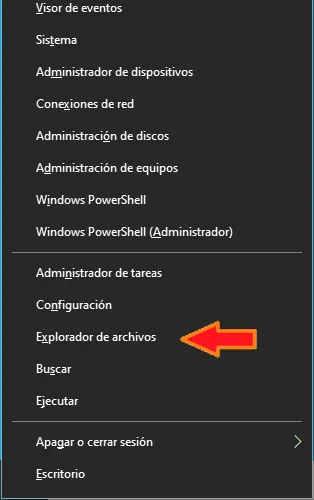 Visor de eventos
Sistema
Administrador de dispositivos
Conexiones de red
Administración de discos
Administración de equipos
Windows PowerShell
Windows PowerShell (Administrador)
Administrador de tareas
Configuración
Explorador de archivos
Buscar
Ejecutar
Apagar o cerrar sesión
Escritorio